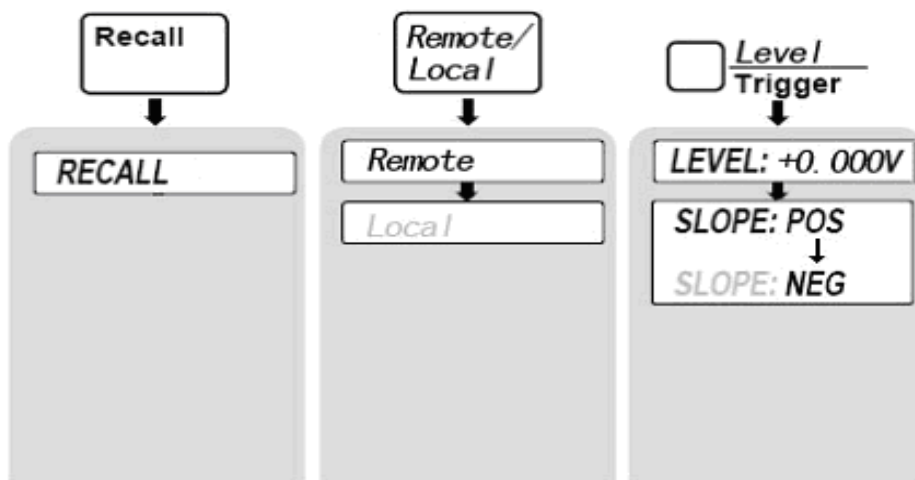 Recall
RECALL
Remote/
Local
Remote
Local
Level
Trigger
LEVEL: +0.000V
SLOPE: POS
SLOPE: NEG